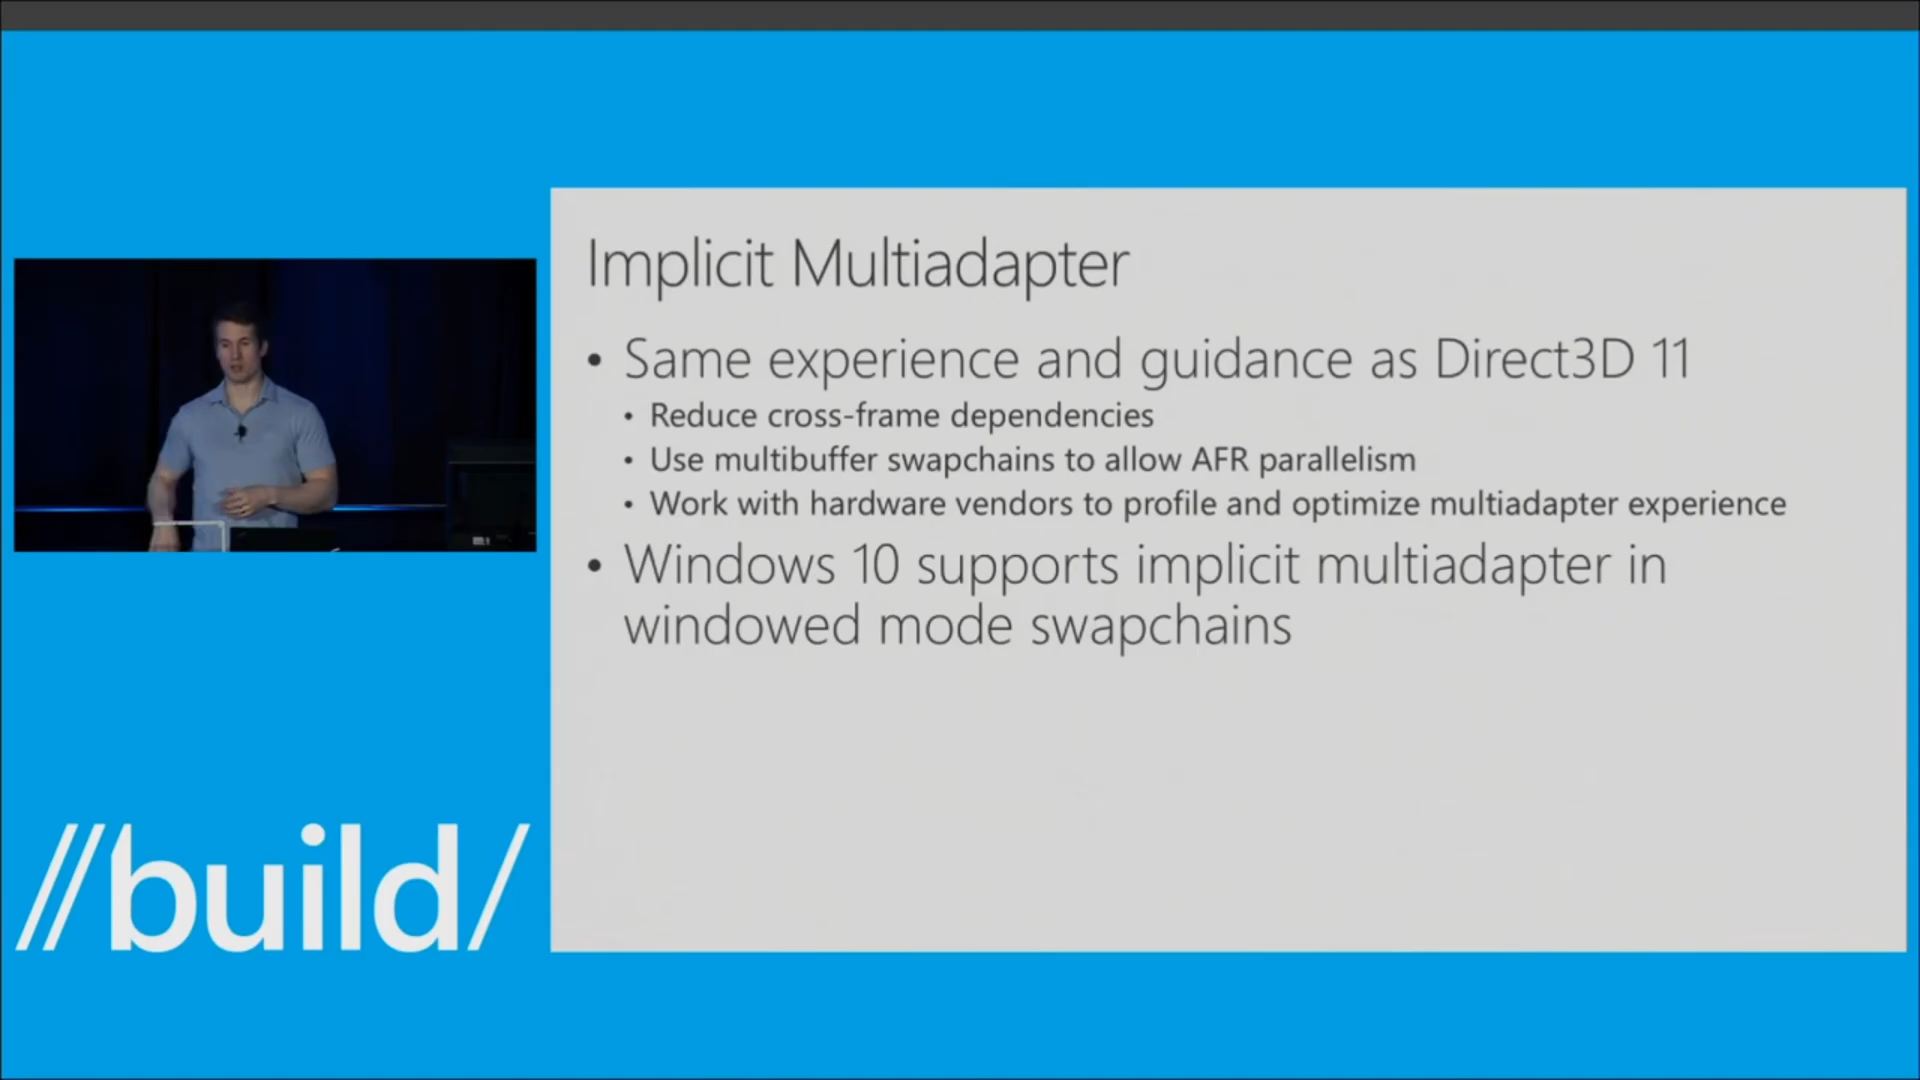 Implicit Multiadapter
• Same experience and guidance as Direct3D 11
• Reduce cross-frame dependencies
• Use multibuffer swapchains to allow AFR parallelism
• Work with hardware vendors to profile and optimize multiadapter experience
• Windows 10 supports implicit multiadapter in
windowed mode swapchains
//build/